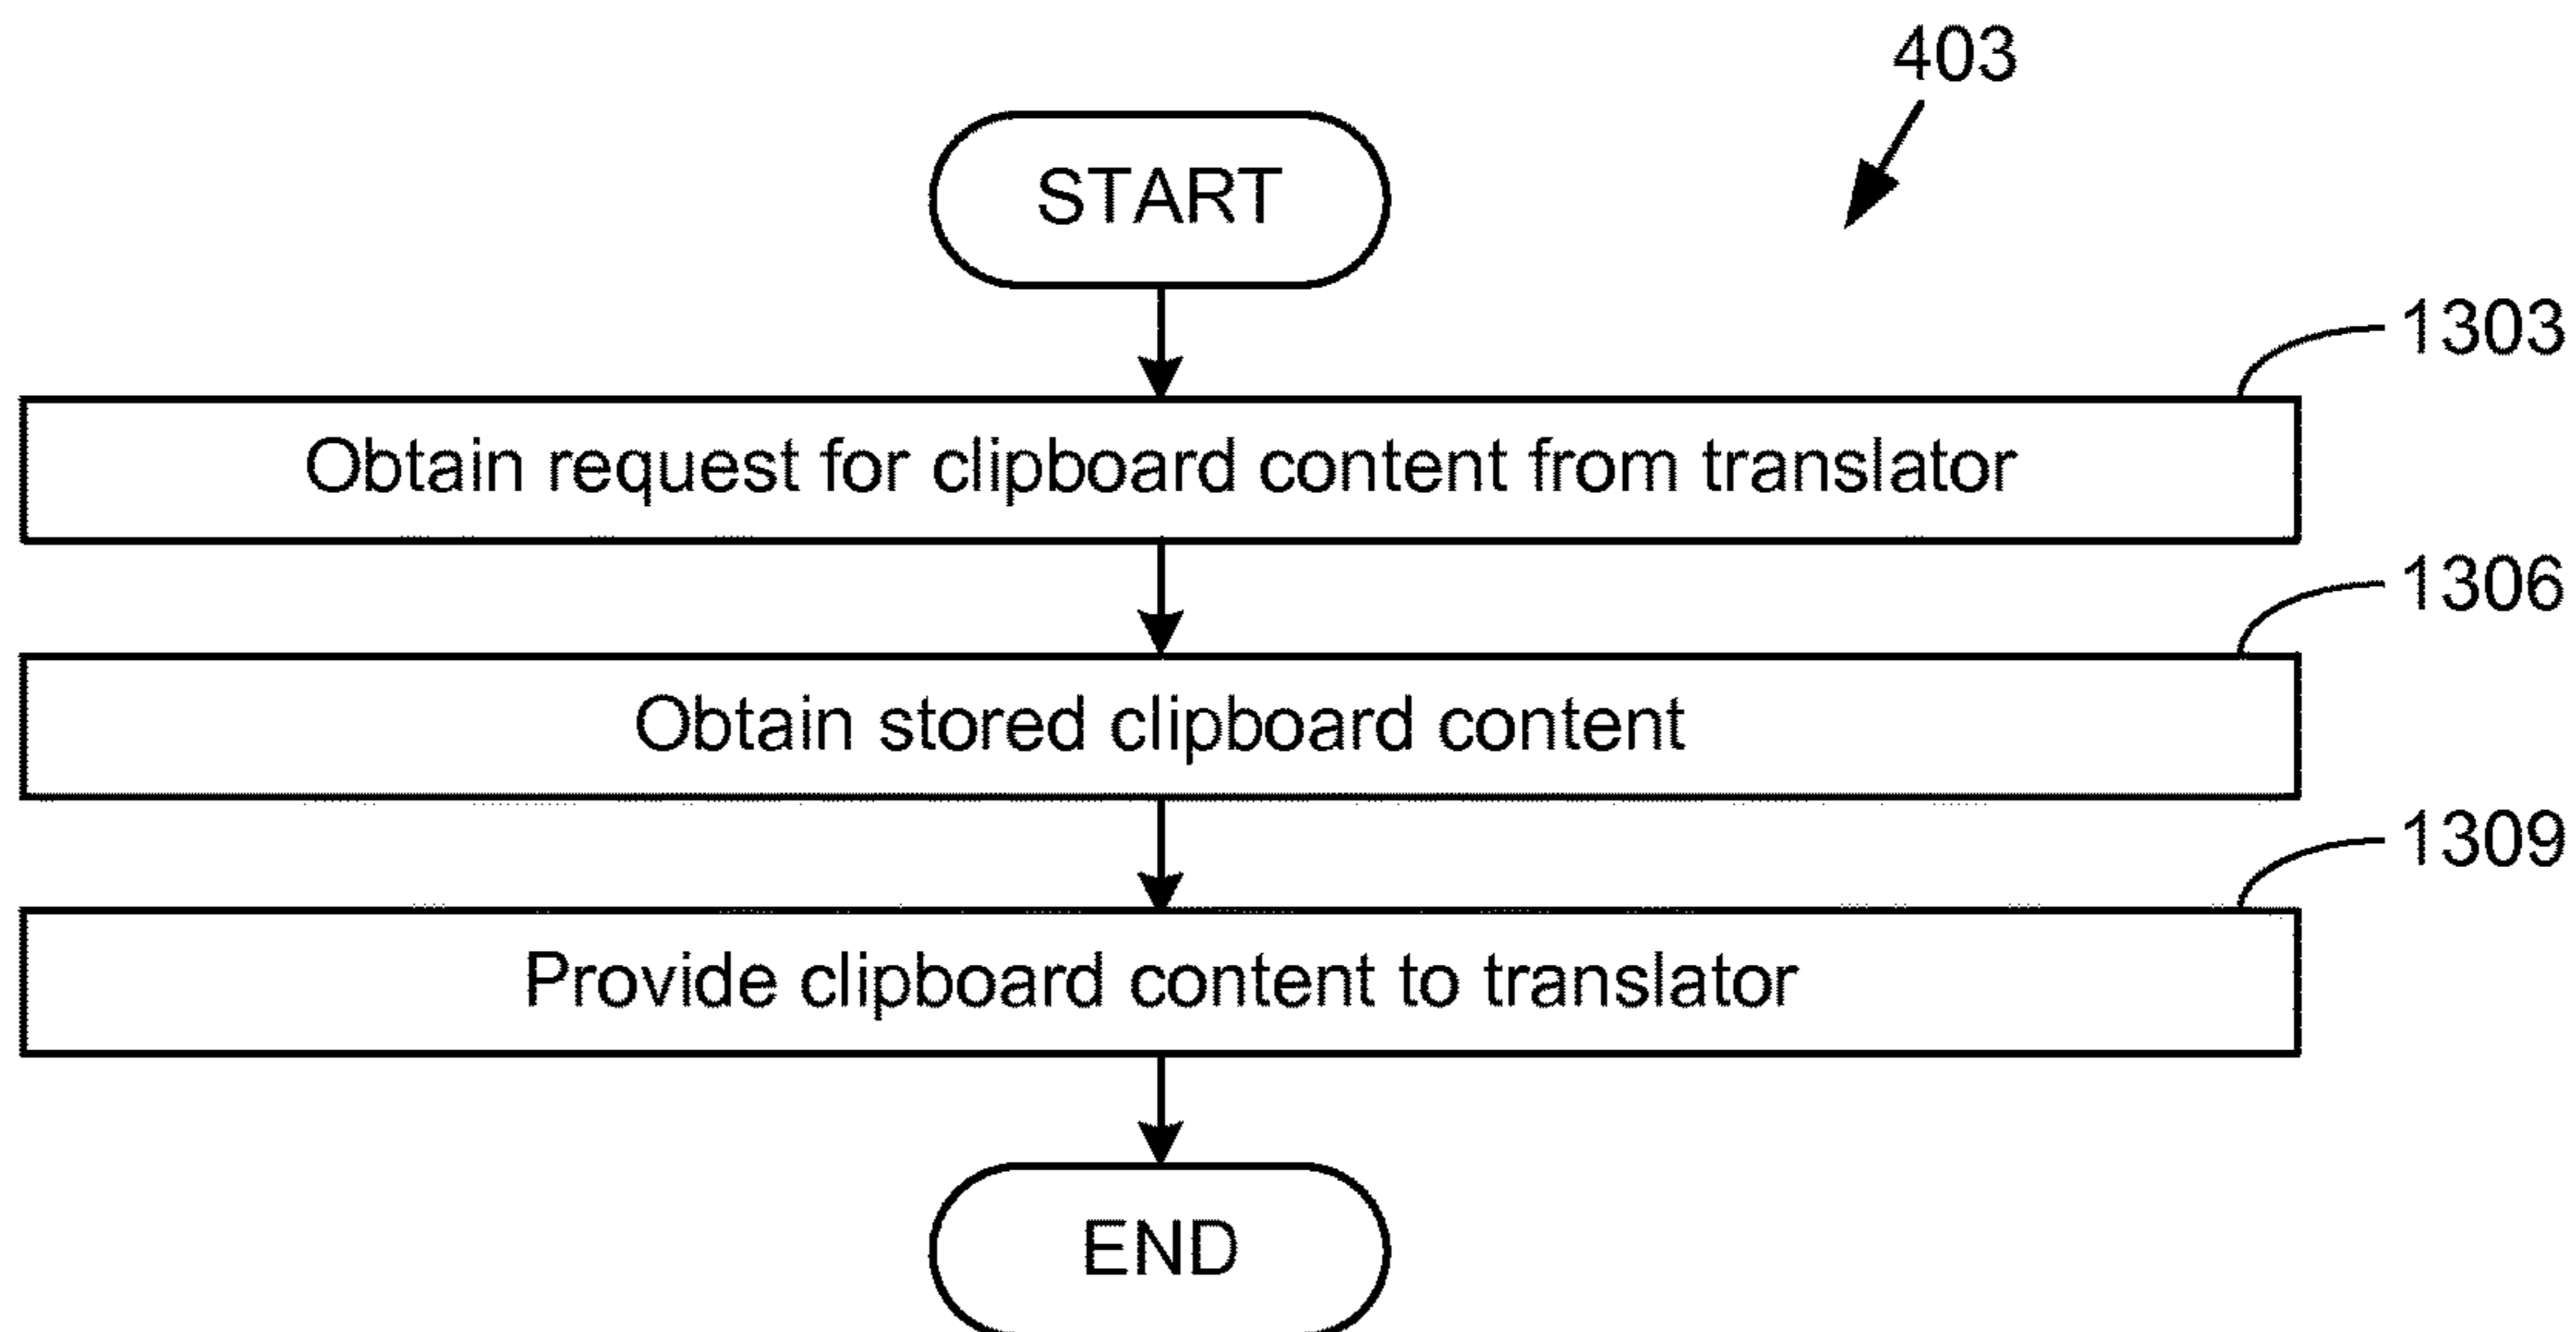 403
START
1303
Obtain request for clipboard content from translator
1306
Obtain stored clipboard content
1309
Provide clipboard content to translator
END